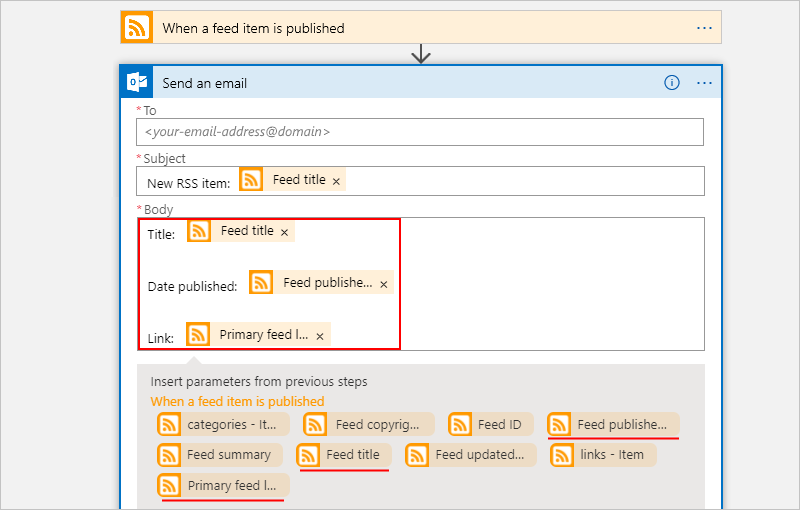 When a feed item is published ...
Send an email ...
* To
<your-email-address@domain>
* Subject
New RSS item: Feed title ×
* Body
Title: Feed title ×
Date published: Feed publishe... ×
Link: Primary feed l... ×
Insert parameters from previous steps
When a feed item is published
categories - It... Feed copyrig... Feed ID Feed publishe...
Feed summary Feed title Feed updated... links - Item
Primary feed l...